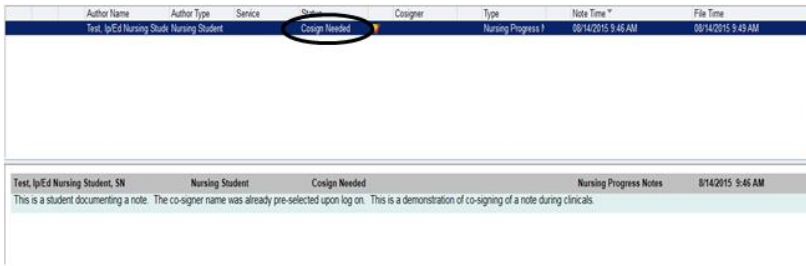 Author Name Author Type Service Status Cosigner Type Note Time File Time
Test, Ip/Ed Nursing Stude Nursing Student Cosign Needed Nursing Progress N 08/14/2015 9:46 AM 08/14/2015 9:49 AM
Test, Ip/Ed Nursing Student, SN Nursing Student Cosign Needed Nursing Progress Notes 8/14/2015 9:46 AM
This is a student documenting a note. The co-signer name was already pre-selected upon log on. This is a demonstration of co-signing of a note during clinicals.